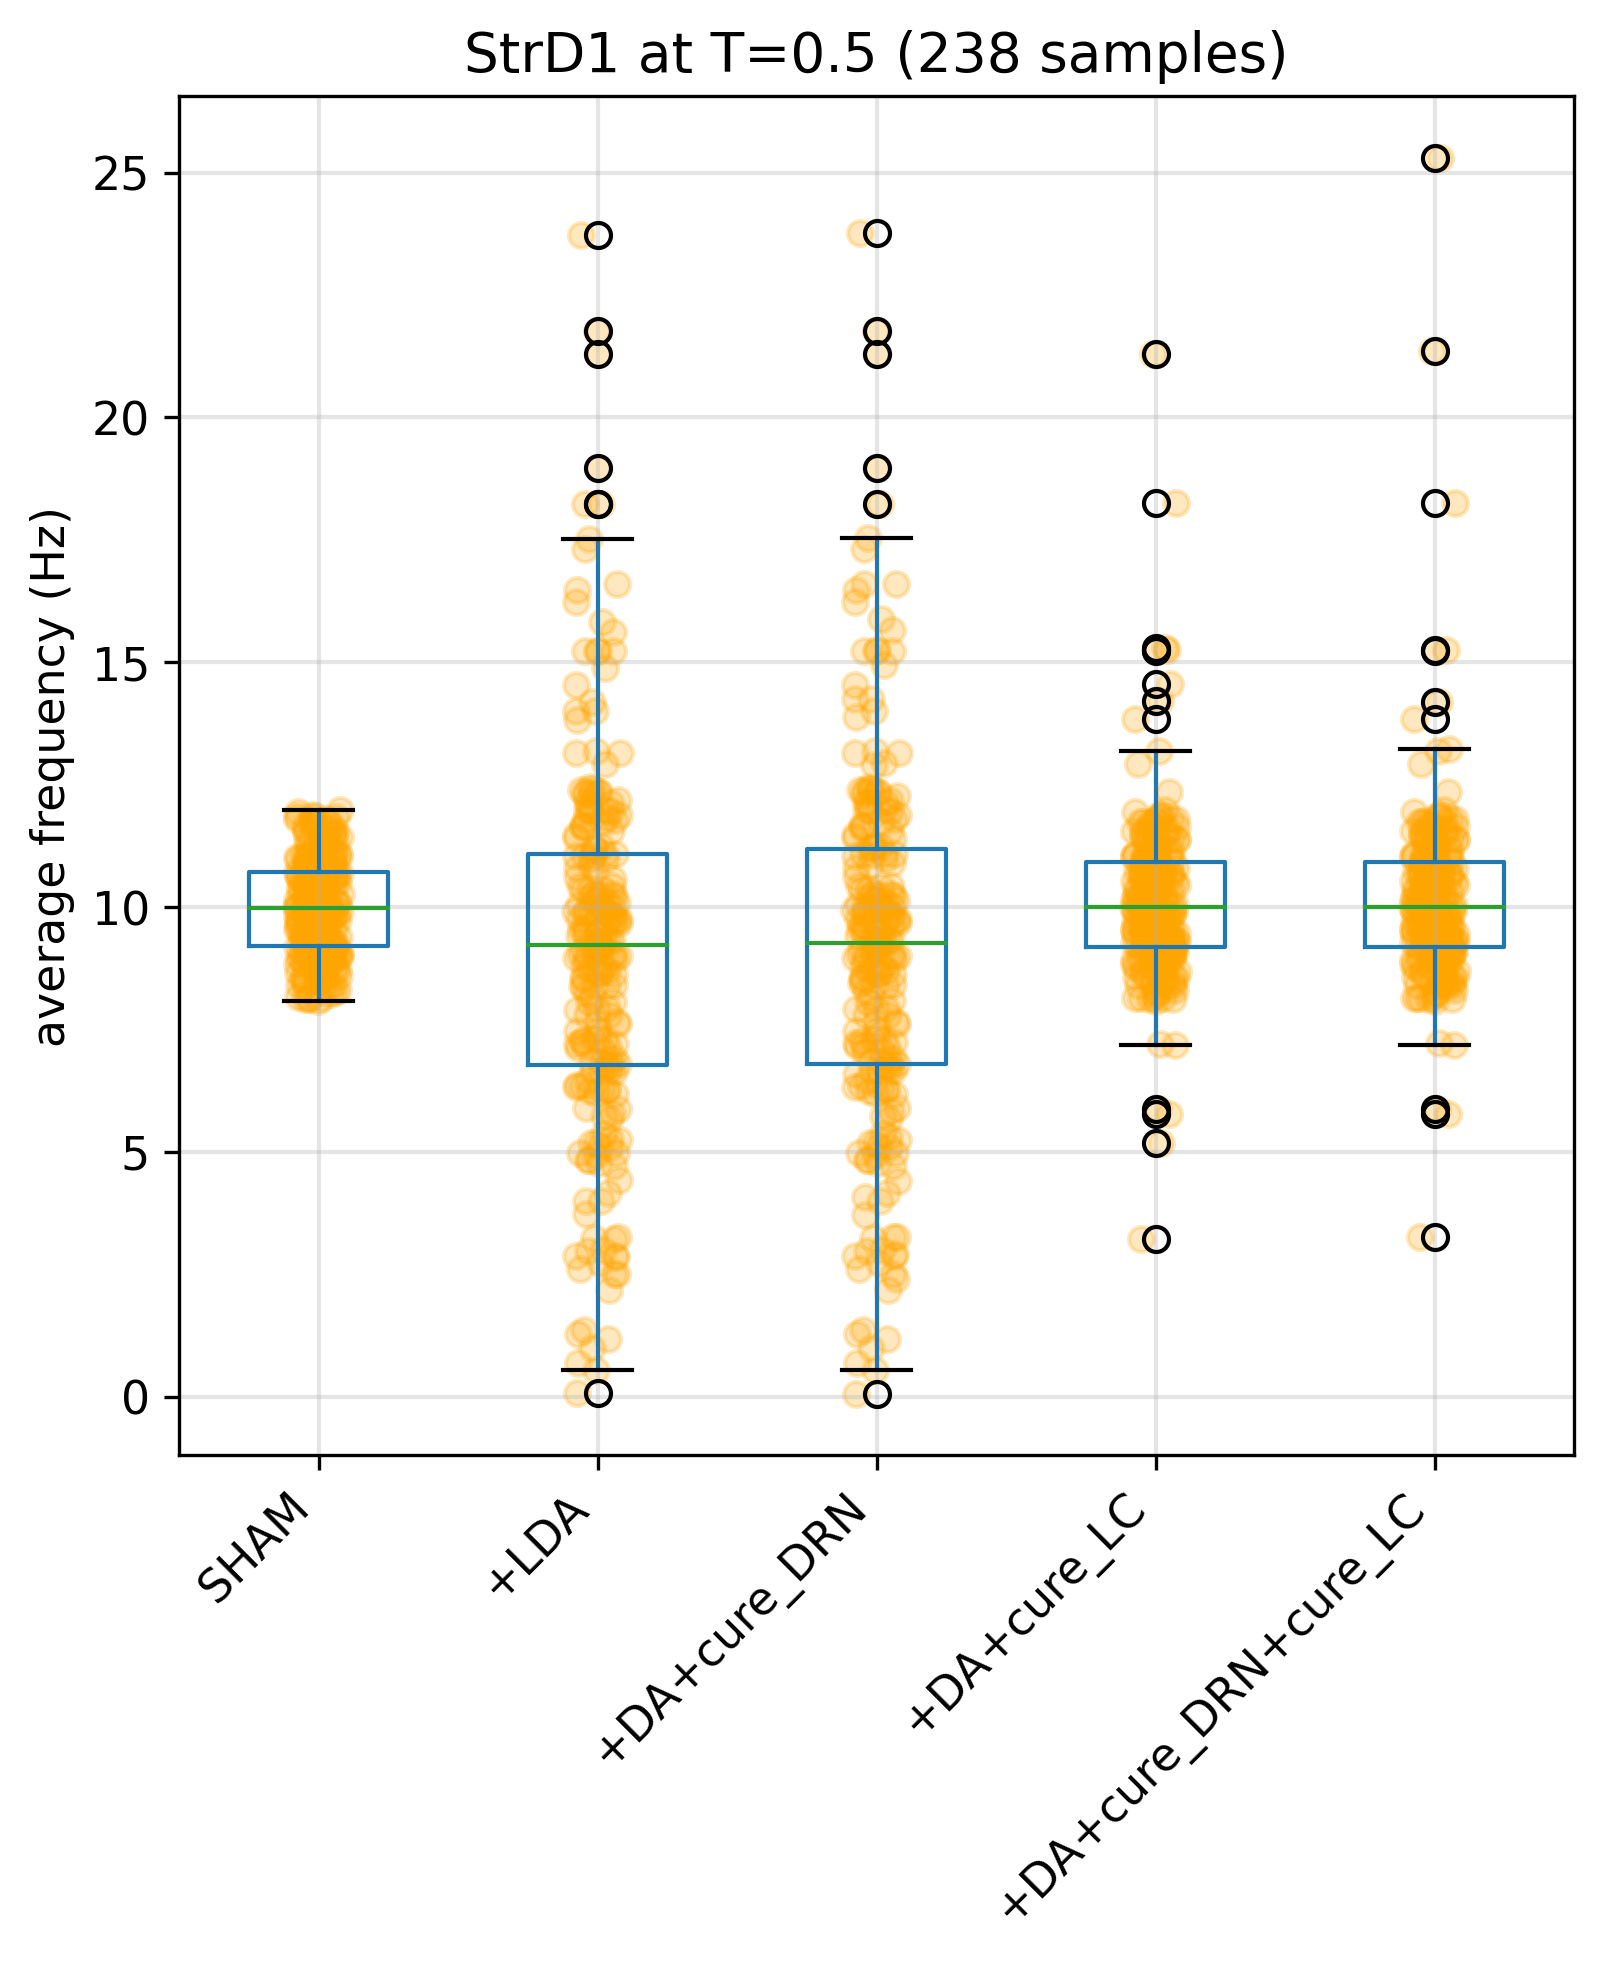 StrD1 at T=0.5 (238 samples)
average frequency (Hz)
25
20
15
10
5
0
SHAM
+LDA
+DA+cure_DRN
+DA+cure_LC
+DA+cure_DRN+cure_LC